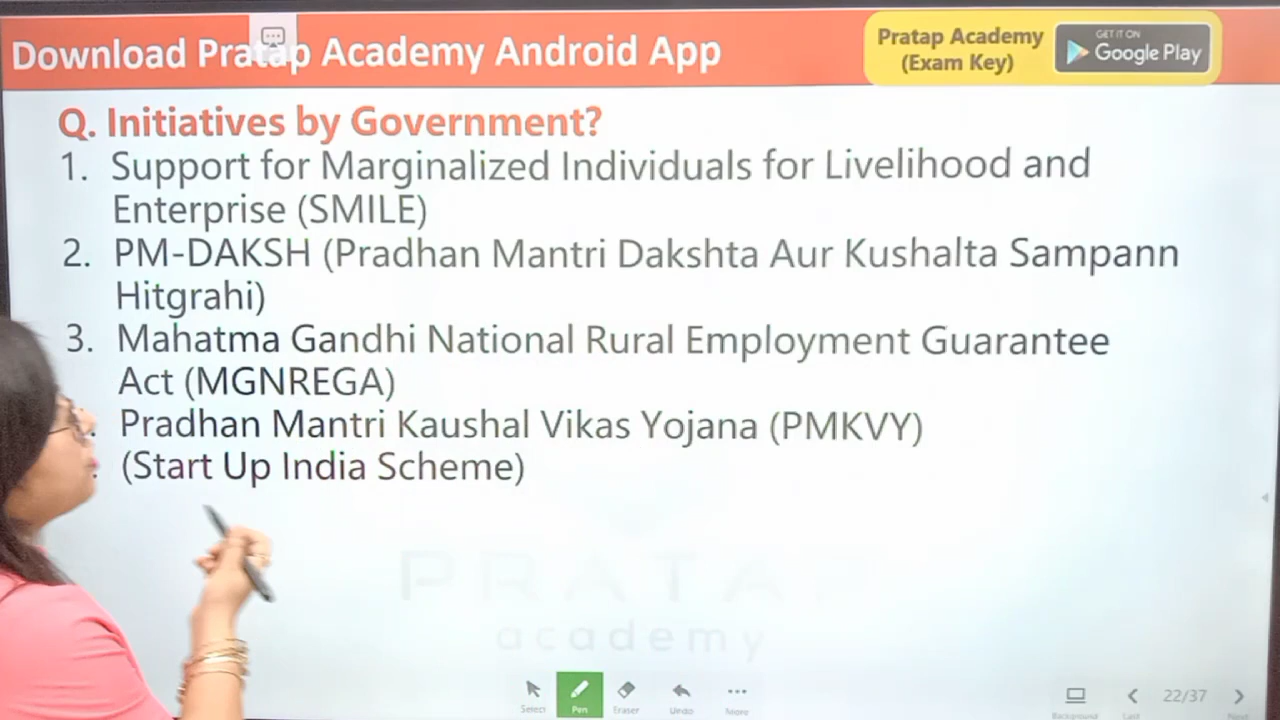 Download Pratap Academy Android App
Pratap Academy
(Exam Key)
GET IT ON
Google Play
Q. Initiatives by Government?
1. Support for Marginalized Individuals for Livelihood and
Enterprise (SMILE)
2. PM-DAKSH (Pradhan Mantri Dakshta Aur Kushalta Sampann
Hitgrahi)
3. Mahatma Gandhi National Rural Employment Guarantee
Act (MGNREGA)
Pradhan Mantri Kaushal Vikas Yojana (PMKVY)
(Start Up India Scheme)
PRATAP
academy
Select Pen Eraser Undo More
Background 22/37